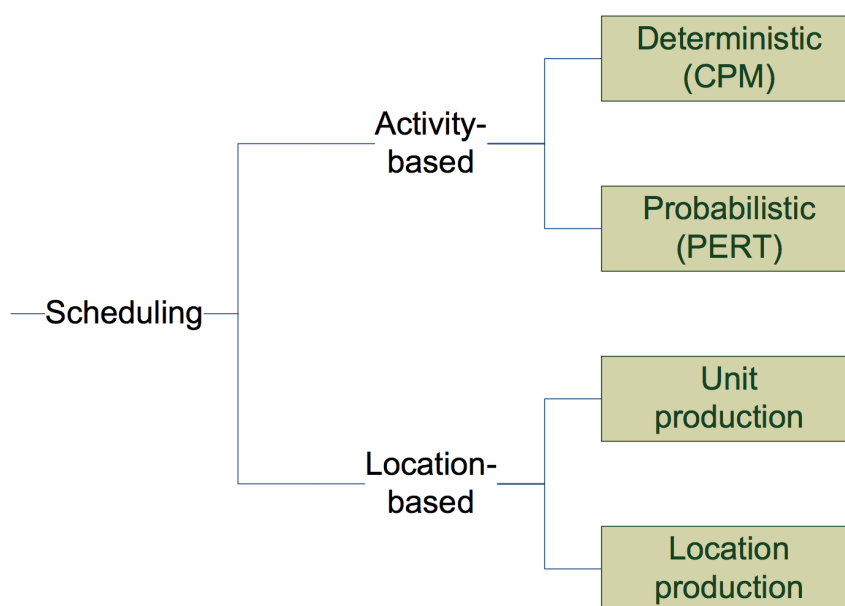 Deterministic
(CPM)
Activity-
based
Probabilistic
(PERT)
Scheduling
Unit
production
Location-
based
Location
production